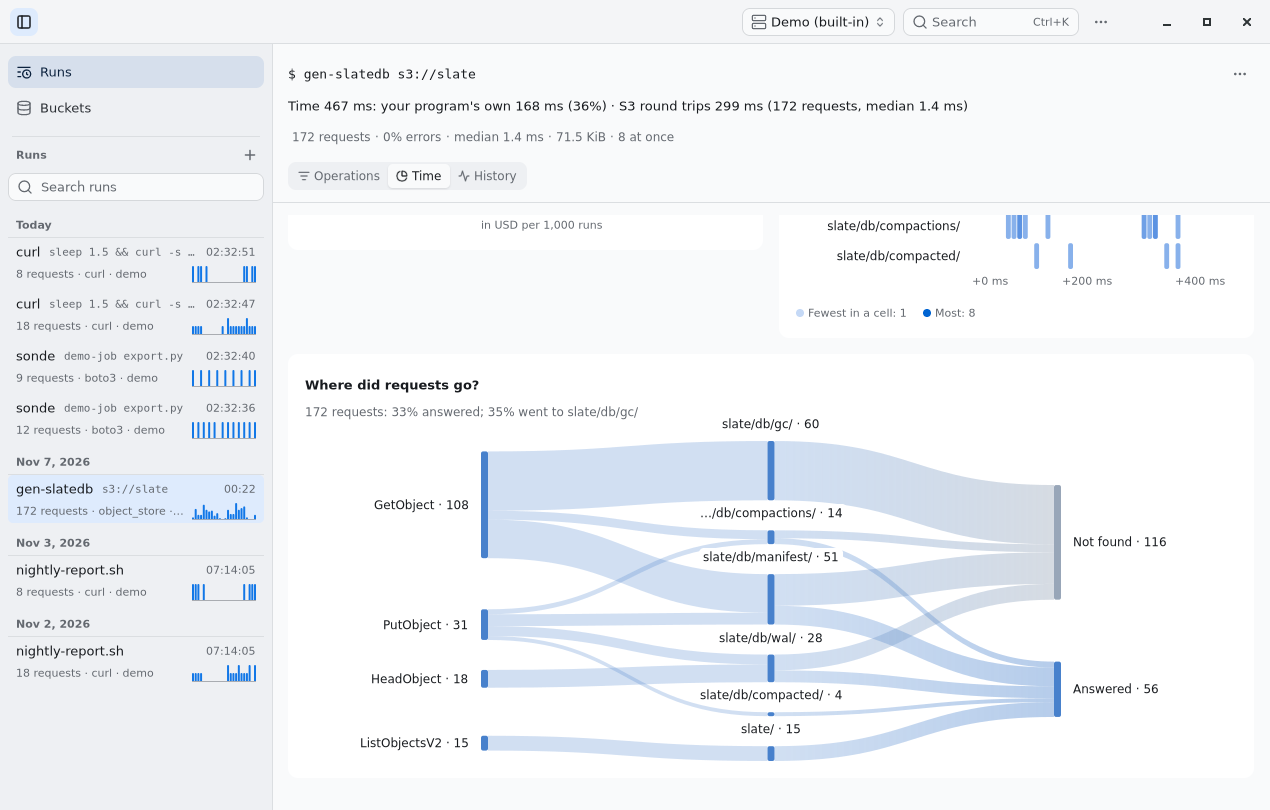 Demo (built-in)
Search Ctrl+K
Runs
Buckets
Runs
Search runs
Today
curl sleep 1.5 && curl -s … 02:32:51
8 requests · curl · demo
curl sleep 1.5 && curl -s … 02:32:47
18 requests · curl · demo
sonde demo-job export.py 02:32:40
9 requests · boto3 · demo
sonde demo-job export.py 02:32:36
12 requests · boto3 · demo
Nov 7, 2026
gen-slatedb s3://slate 00:22
172 requests · object_store ·…
Nov 3, 2026
nightly-report.sh 07:14:05
8 requests · curl · demo
Nov 2, 2026
nightly-report.sh 07:14:05
18 requests · curl · demo
$ gen-slatedb s3://slate
Time 467 ms: your program's own 168 ms (36%) · S3 round trips 299 ms (172 requests, median 1.4 ms)
172 requests · 0% errors · median 1.4 ms · 71.5 KiB · 8 at once
Operations Time History
in USD per 1,000 runs
slate/db/compactions/
slate/db/compacted/
+0 ms +200 ms +400 ms
Fewest in a cell: 1 Most: 8
Where did requests go?
172 requests: 33% answered; 35% went to slate/db/gc/
slate/db/gc/ · 60
GetObject · 108
…/db/compactions/ · 14
Not found · 116
slate/db/manifest/ · 51
PutObject · 31
slate/db/wal/ · 28
HeadObject · 18
slate/db/compacted/ · 4
Answered · 56
slate/ · 15
ListObjectsV2 · 15